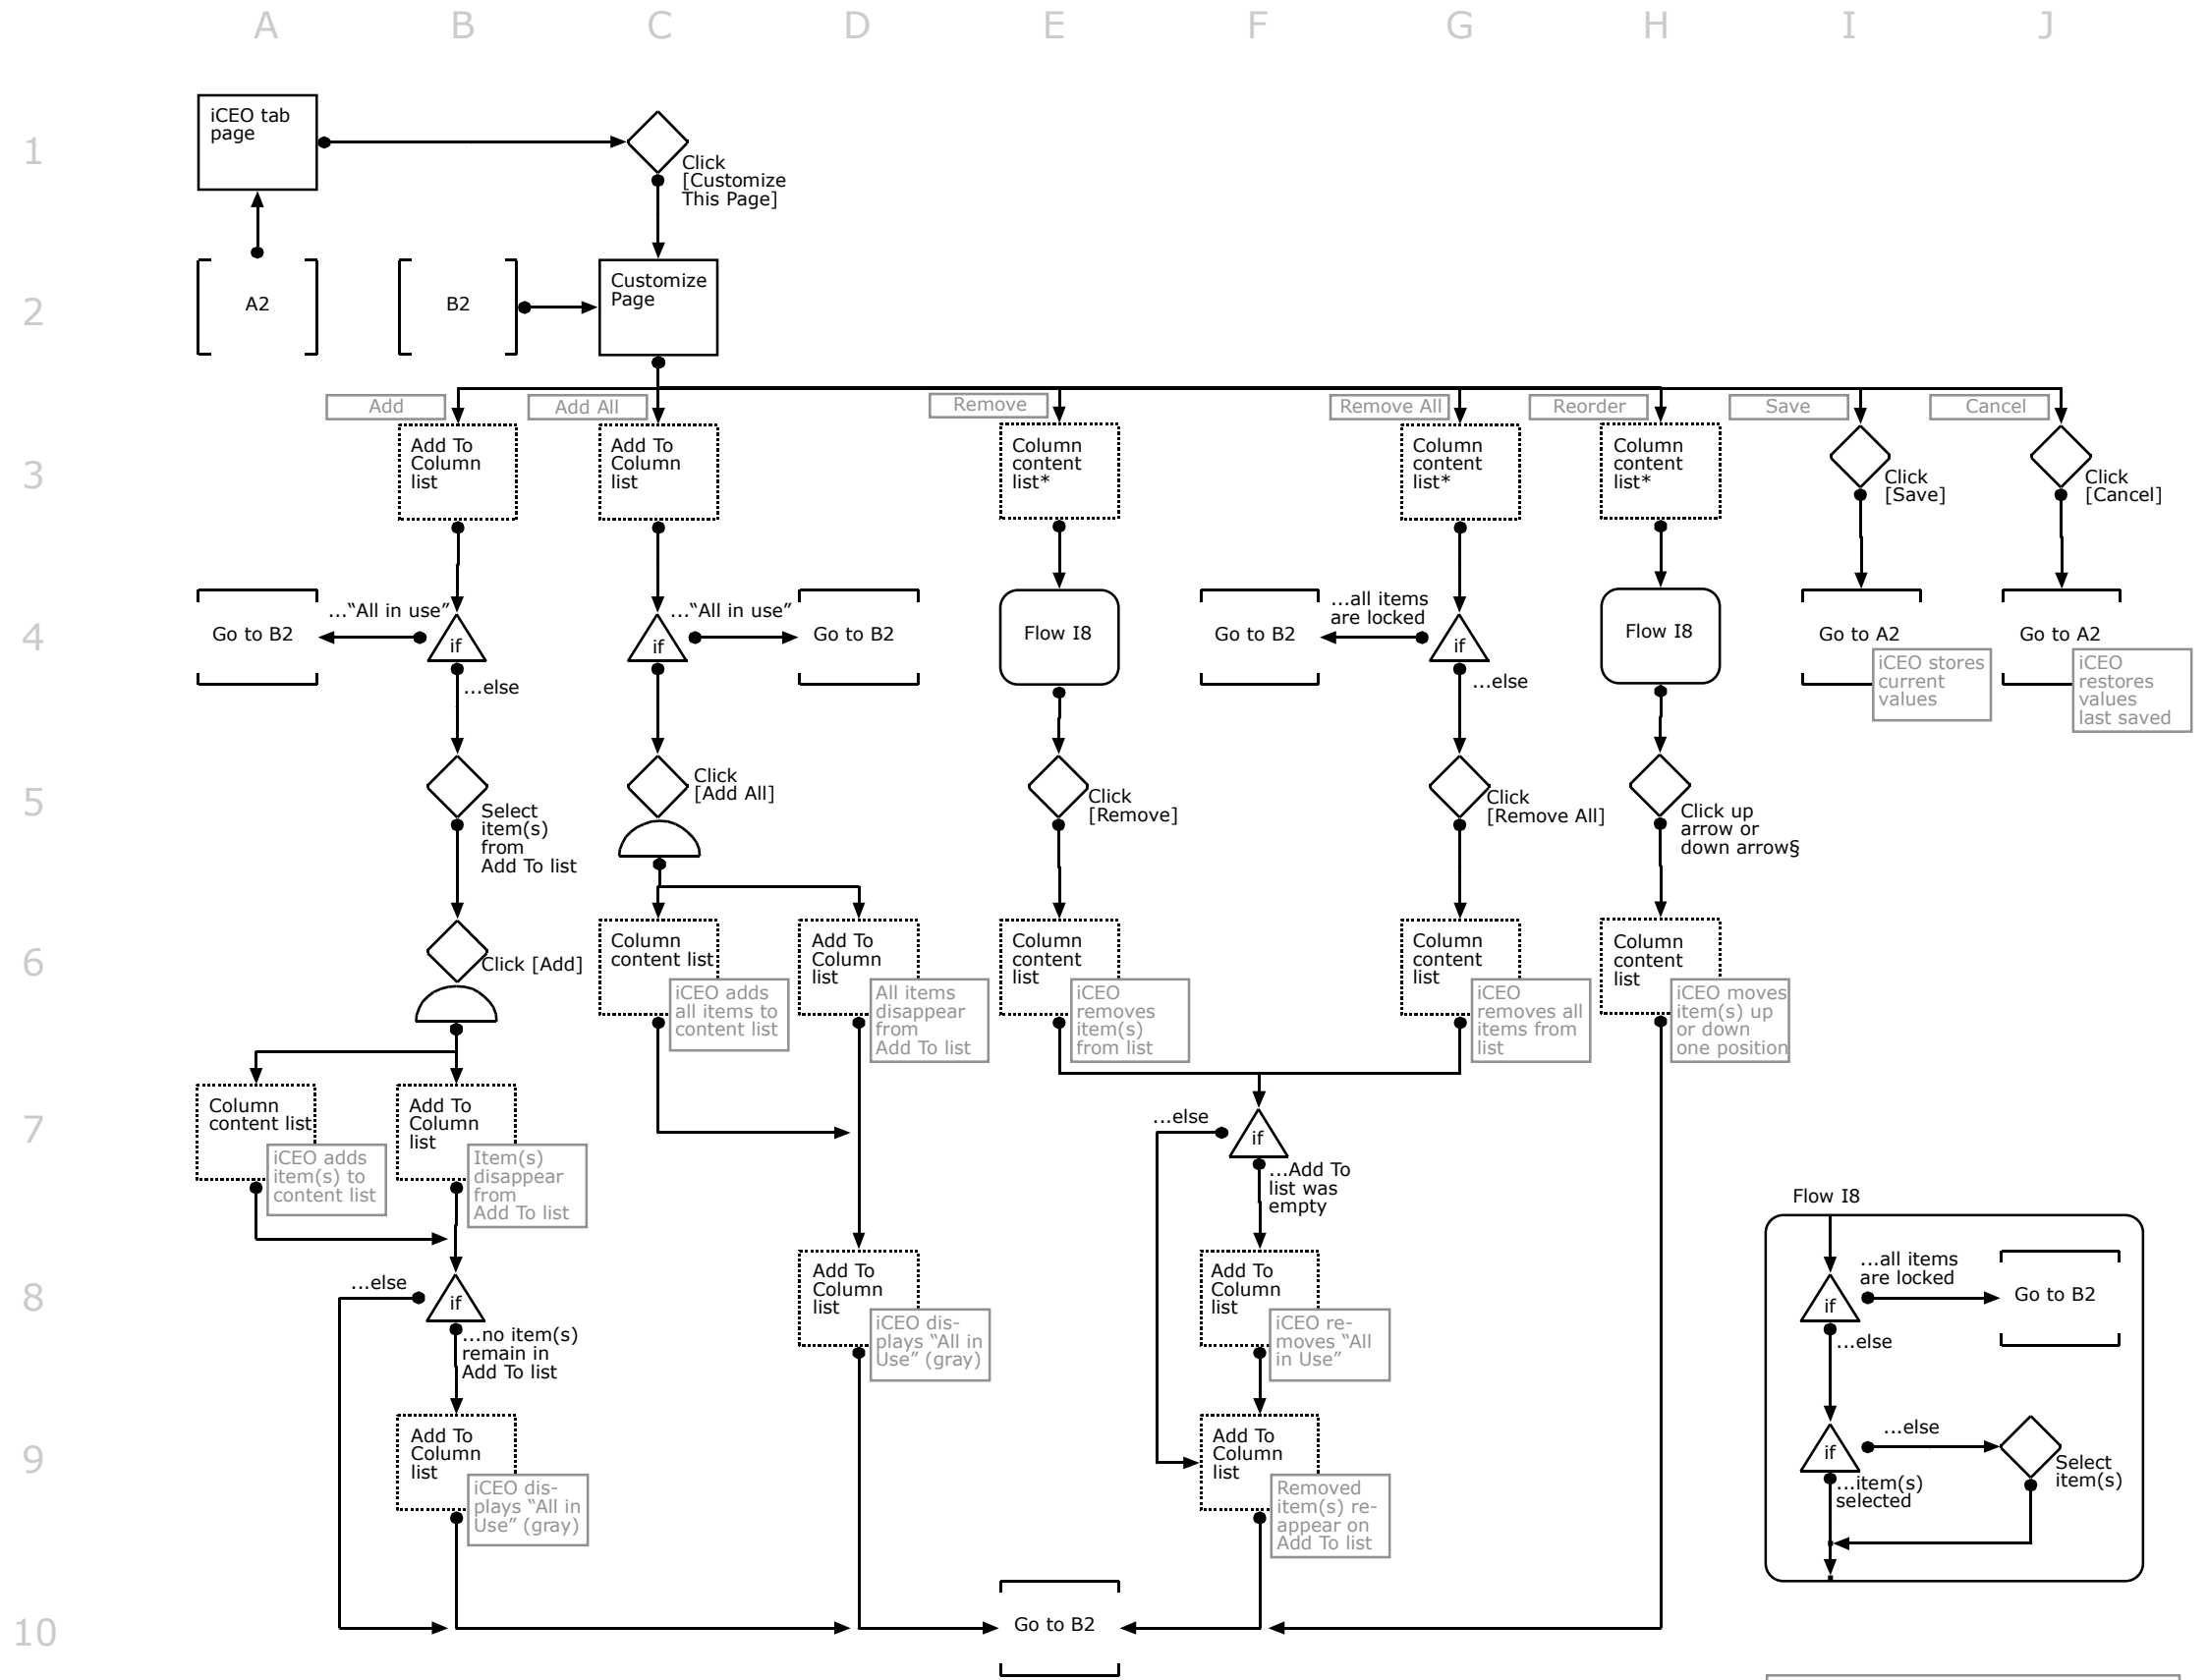 A B C D E F G H I J
1
iCEO tab
page
Click
[Customize
This Page]
2
A2
B2
Customize
Page
Add
Add All
Remove
Remove All
Reorder
Save
Cancel
3
Add To
Column
list
Add To
Column
list
Column
content
list*
Column
content
list*
Column
content
list*
Click
[Save]
Click
[Cancel]
4
Go to B2
..."All in use"
if
...else
..."All in use"
if
Go to B2
Flow I8
Go to B2
...all items
are locked
if
...else
Flow I8
Go to A2
iCEO stores
current
values
Go to A2
iCEO
restores
values
last saved
5
Select
item(s)
from
Add To list
Click
[Add All]
Click
[Remove]
Click
[Remove All]
Click up
arrow or
down arrow§
6
Click [Add]
Column
content list
iCEO adds
all items to
content list
Add To
Column
list
All items
disappear
from
Add To list
Column
content
list
iCEO
removes
item(s)
from list
Column
content
list
iCEO
removes all
items from
list
Column
content
list
iCEO moves
item(s) up
or down
one position
7
Column
content list
iCEO adds
item(s) to
content list
Add To
Column
list
Item(s)
disappear
from
Add To list
...else
if
...Add To
list was
empty
Flow I8
8
...else
if
...no item(s)
remain in
Add To list
Add To
Column
list
iCEO dis-
plays "All in
Use" (gray)
Add To
Column
list
iCEO re-
moves "All
in Use"
...all items
are locked
if
...else
Go to B2
9
Add To
Column
list
iCEO dis-
plays "All in
Use" (gray)
Add To
Column
list
Removed
item(s) re-
appear on
Add To list
...else
if
...item(s)
selected
Select
item(s)
10
Go to B2